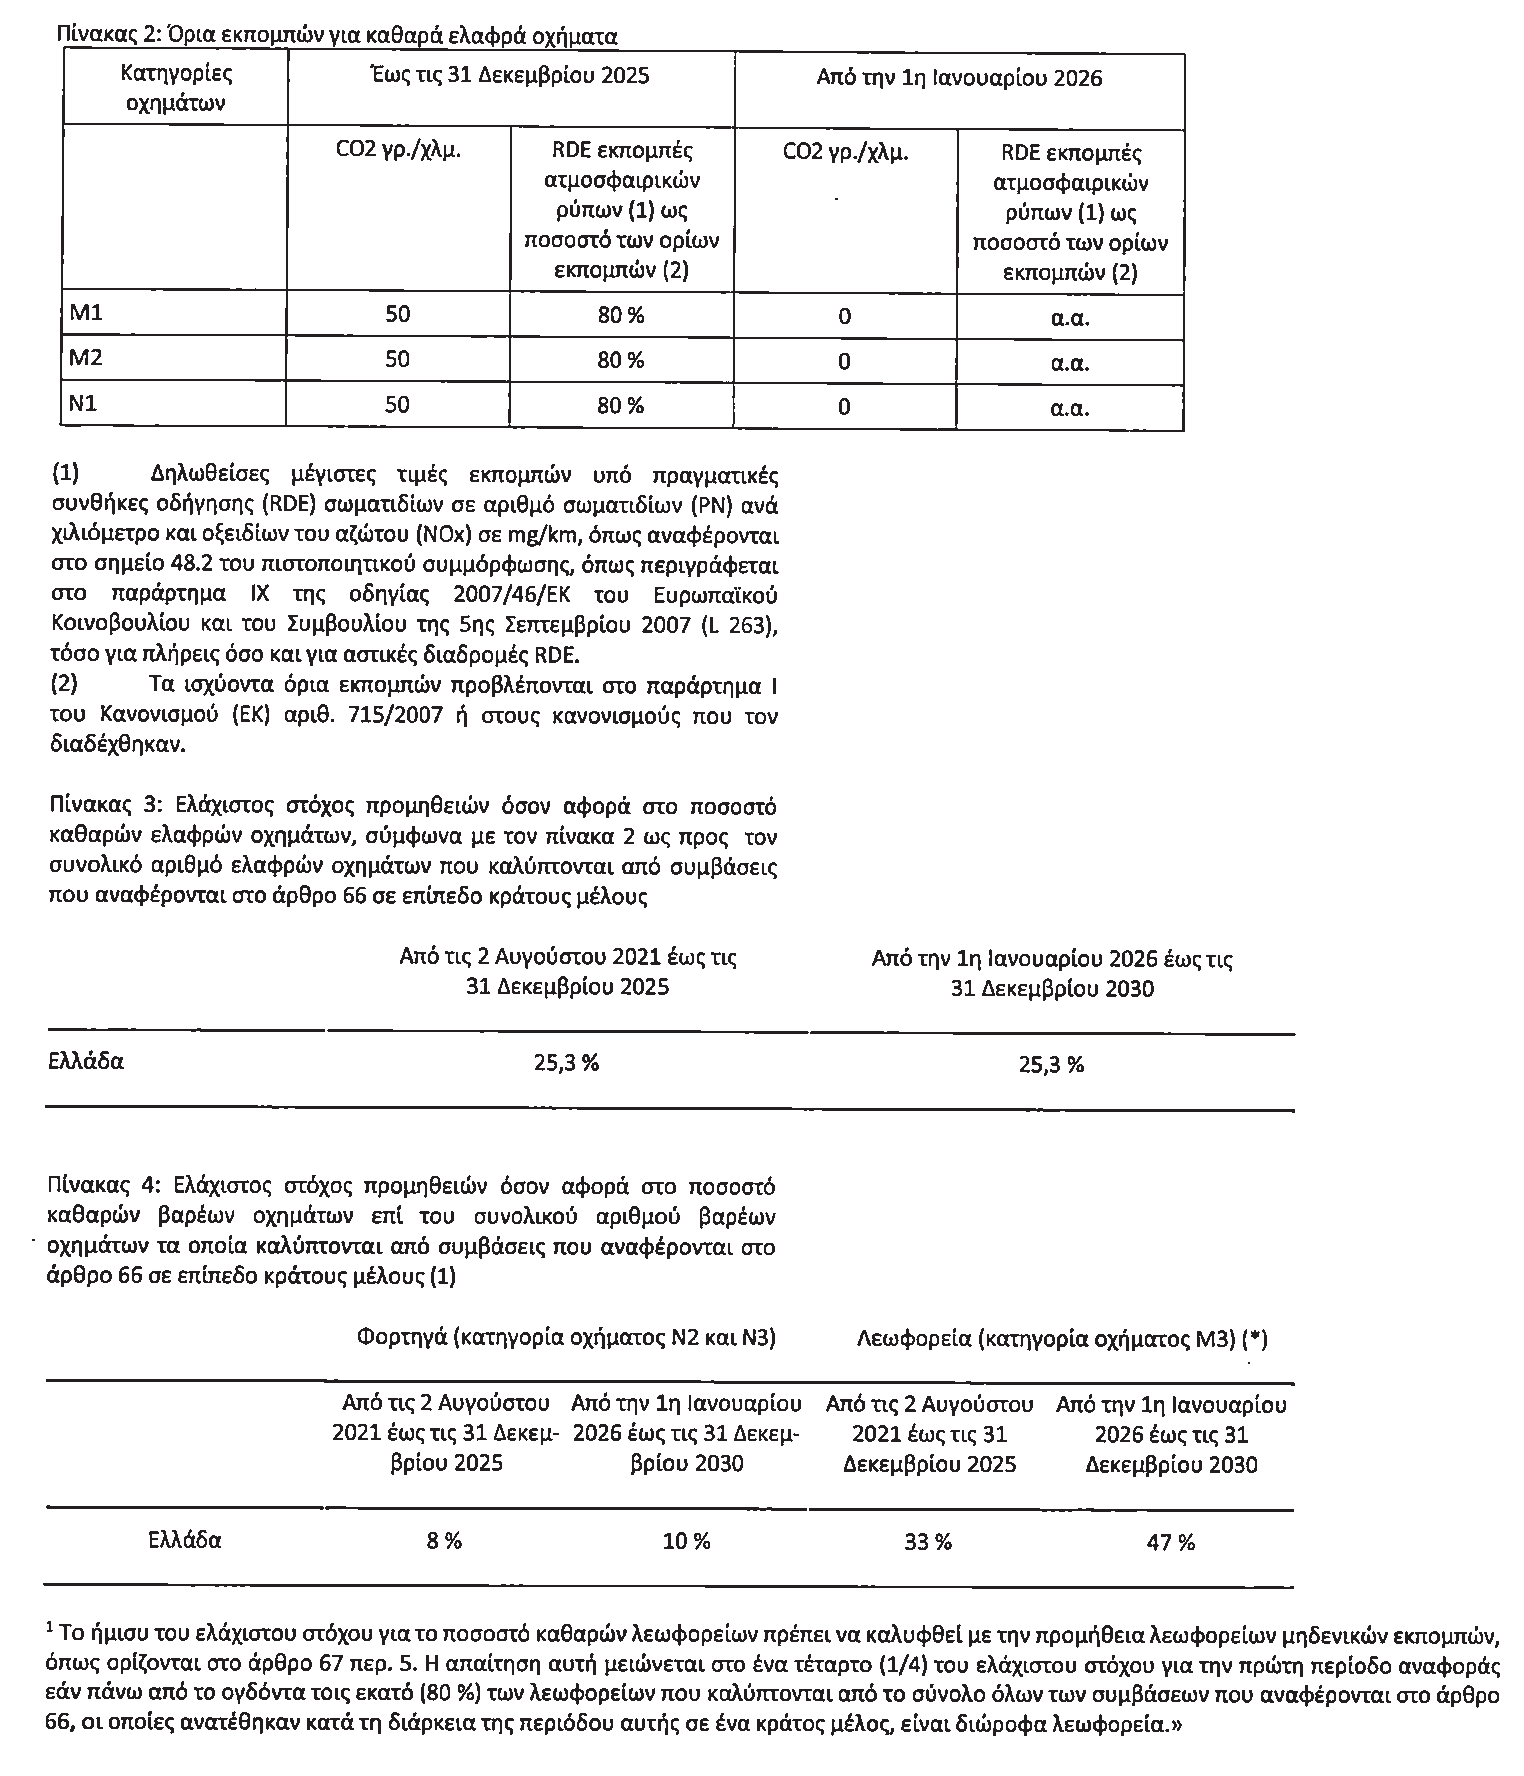 Πίνακας 2: Όρια εκπομπών για καθαρά ελαφρά οχήματα
Κατηγορίες οχημάτων Έως τις 31 Δεκεμβρίου 2025 Από την 1η Ιανουαρίου 2026
CO2 γρ./χλμ. RDE εκπομπές ατμοσφαιρικών ρύπων (1) ως ποσοστό των ορίων εκπομπών (2) CO2 γρ./χλμ. RDE εκπομπές ατμοσφαιρικών ρύπων (1) ως ποσοστό των ορίων εκπομπών (2)
M1 50 80 % 0 α.α.
M2 50 80 % 0 α.α.
N1 50 80 % 0 α.α.
(1) Δηλωθείσες μέγιστες τιμές εκπομπών υπό πραγματικές
συνθήκες οδήγησης (RDE) σωματιδίων σε αριθμό σωματιδίων (PN) ανά
χιλιόμετρο και οξειδίων του αζώτου (NOx) σε mg/km, όπως αναφέρονται
στο σημείο 48.2 του πιστοποιητικού συμμόρφωσης, όπως περιγράφεται
στο παράρτημα IX της οδηγίας 2007/46/ΕΚ του Ευρωπαϊκού
Κοινοβουλίου και του Συμβουλίου της 5ης Σεπτεμβρίου 2007 (L 263),
τόσο για πλήρεις όσο και για αστικές διαδρομές RDE.
(2) Τα ισχύοντα όρια εκπομπών προβλέπονται στο παράρτημα I
του Κανονισμού (ΕΚ) αριθ. 715/2007 ή στους κανονισμούς που τον
διαδέχθηκαν.
Πίνακας 3: Ελάχιστος στόχος προμηθειών όσον αφορά στο ποσοστό
καθαρών ελαφρών οχημάτων, σύμφωνα με τον πίνακα 2 ως προς τον
συνολικό αριθμό ελαφρών οχημάτων που καλύπτονται από συμβάσεις
που αναφέρονται στο άρθρο 66 σε επίπεδο κράτους μέλους
Από τις 2 Αυγούστου 2021 έως τις 31 Δεκεμβρίου 2025 Από την 1η Ιανουαρίου 2026 έως τις 31 Δεκεμβρίου 2030
Ελλάδα 25,3 % 25,3 %
Πίνακας 4: Ελάχιστος στόχος προμηθειών όσον αφορά στο ποσοστό
καθαρών βαρέων οχημάτων επί του συνολικού αριθμού βαρέων
οχημάτων τα οποία καλύπτονται από συμβάσεις που αναφέρονται στο
άρθρο 66 σε επίπεδο κράτους μέλους (1)
Φορτηγά (κατηγορία οχήματος N2 και N3) Λεωφορεία (κατηγορία οχήματος M3) (*)
Από τις 2 Αυγούστου 2021 έως τις 31 Δεκεμ-βρίου 2025 Από την 1η Ιανουαρίου 2026 έως τις 31 Δεκεμ-βρίου 2030 Από τις 2 Αυγούστου 2021 έως τις 31 Δεκεμβρίου 2025 Από την 1η Ιανουαρίου 2026 έως τις 31 Δεκεμβρίου 2030
Ελλάδα 8 % 10 % 33 % 47 %
1 Το ήμισυ του ελάχιστου στόχου για το ποσοστό καθαρών λεωφορείων πρέπει να καλυφθεί με την προμήθεια λεωφορείων μηδενικών εκπομπών,
όπως ορίζονται στο άρθρο 67 περ. 5. Η απαίτηση αυτή μειώνεται στο ένα τέταρτο (1/4) του ελάχιστου στόχου για την πρώτη περίοδο αναφοράς
εάν πάνω από το ογδόντα τοις εκατό (80 %) των λεωφορείων που καλύπτονται από το σύνολο όλων των συμβάσεων που αναφέρονται στο άρθρο
66, οι οποίες ανατέθηκαν κατά τη διάρκεια της περιόδου αυτής σε ένα κράτος μέλος, είναι διώροφα λεωφορεία.»